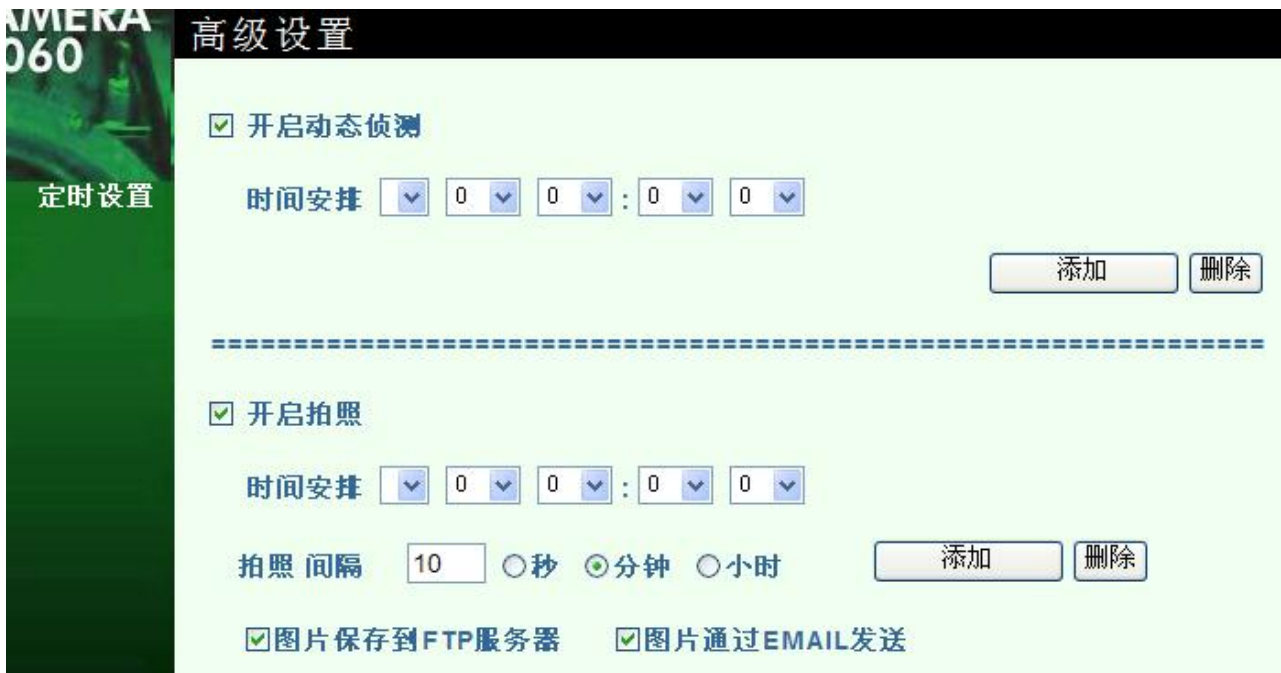 AMERA
060
高级设置
开启动态侦测
定时设置
时间安排 0 0 : 0 0
添加 删除
================================================================
开启拍照
时间安排 0 0 : 0 0
拍照 间隔 10 秒 分钟 小时 添加 删除
图片保存到FTP服务器 图片通过EMAIL发送